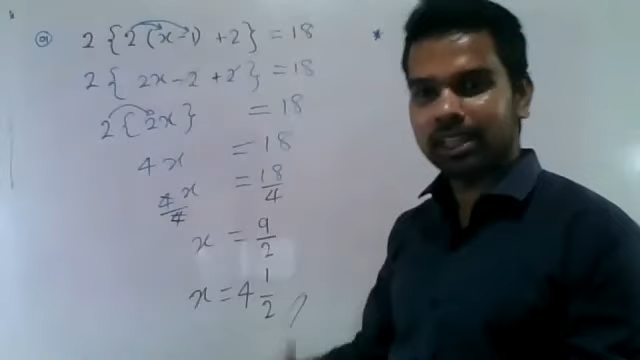 (a) 2 { 2 (x - 1) + 2 } = 18 *
2 { 2x - 2 + 2 } = 18
2 { 2x } = 18
4x = 18
4x/4 = 18/4
x = 9/2
x = 4 1/2 //